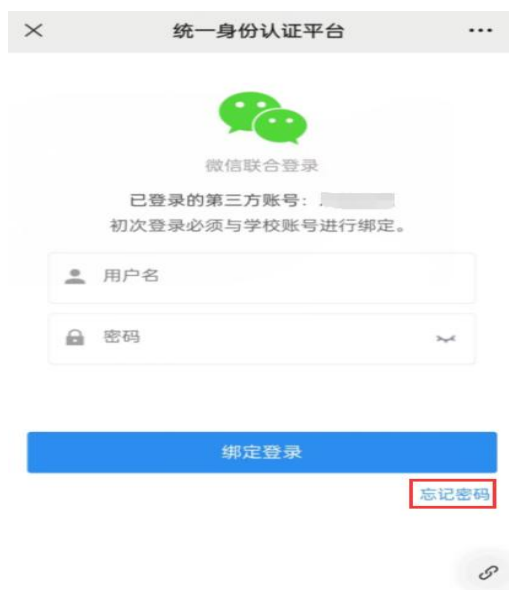 统一身份认证平台
微信联合登录
已登录的第三方账号：
初次登录必须与学校账号进行绑定。
用户名
密码
绑定登录
忘记密码